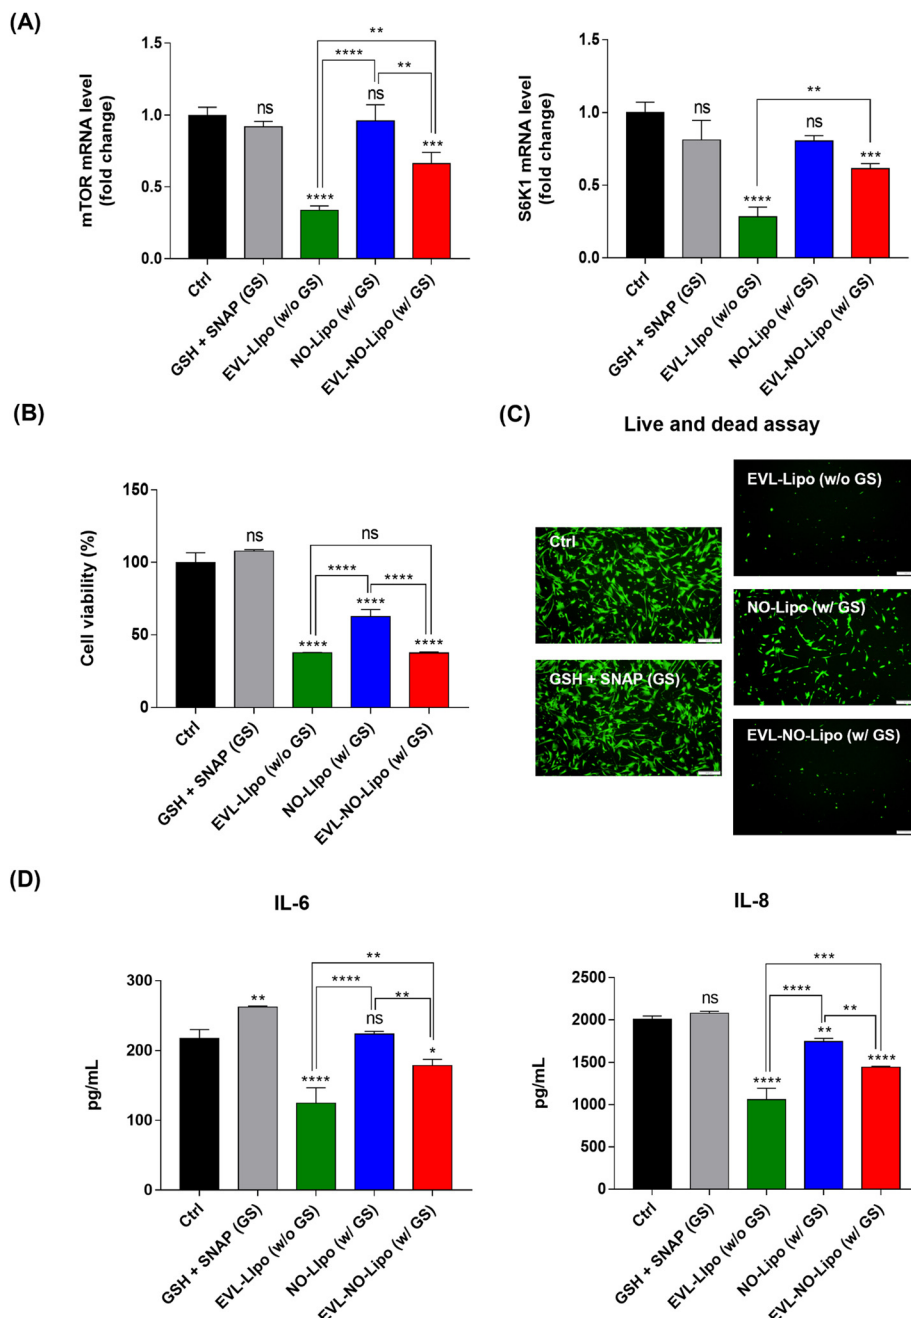 (A)
mTOR mRNA level
(fold change)
1.5
1.0
0.5
0.0
ns
****
ns
***
**
****
**
Ctrl
GSH + SNAP (GS)
EVL-LIpo (w/o GS)
NO-LIpo (w/ GS)
EVL-NO-LIpo (w/ GS)
S6K1 mRNA level
(fold change)
1.5
1.0
0.5
0.0
ns
****
ns
***
**
Ctrl
GSH + SNAP (GS)
EVL-LIpo (w/o GS)
NO-LIpo (w/ GS)
EVL-NO-LIpo (w/ GS)
(B)
Cell viability (%)
150
100
50
0
ns
****
****
****
ns
****
****
Ctrl
GSH + SNAP (GS)
EVL-LIpo (w/o GS)
NO-LIpo (w/ GS)
EVL-NO-LIpo (w/ GS)
(C)
Live and dead assay
Ctrl
GSH + SNAP (GS)
EVL-Lipo (w/o GS)
NO-Lipo (w/ GS)
EVL-NO-Lipo (w/ GS)
(D)
IL-6
pg/mL
300
200
100
0
**
****
ns
*
**
****
**
Ctrl
GSH + SNAP (GS)
EVL-LIpo (w/o GS)
NO-LIpo (w/ GS)
EVL-NO-LIpo (w/ GS)
IL-8
pg/mL
2500
2000
1500
1000
500
0
ns
****
**
****
***
****
**
Ctrl
GSH + SNAP (GS)
EVL-LIpo (w/o GS)
NO-LIpo (w/ GS)
EVL-NO-LIpo (w/ GS)